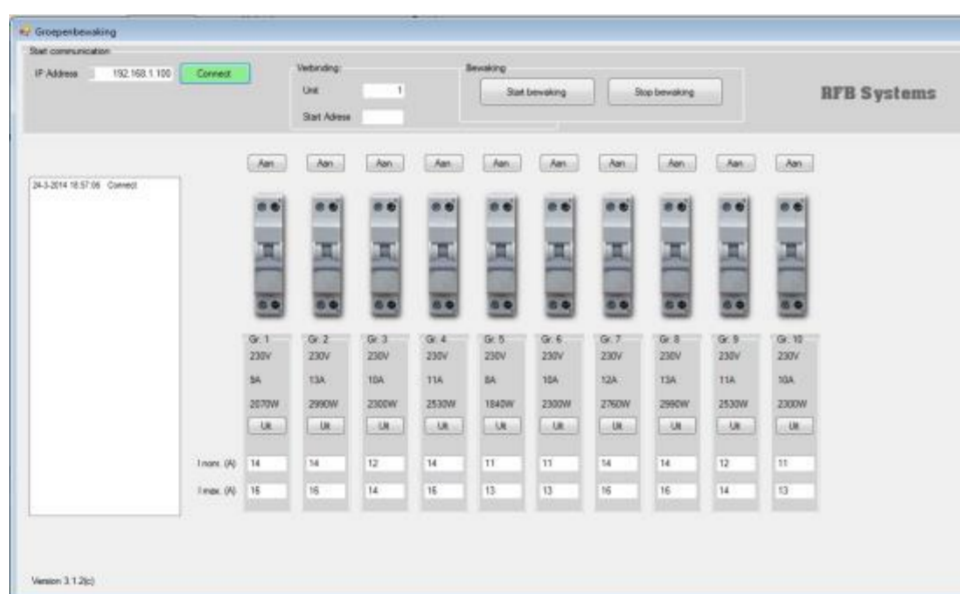 Groepenbewaking
Start communication
IP Address 192.168.1.100 Connect
Verbinding:
Unit 1
Start Adress
Bewaking
Start bewaking Stop bewaking
RFB Systems
Aan Aan Aan Aan Aan Aan Aan Aan Aan Aan
24-3-2014 18:57:06 Connect
Gr. 1 Gr. 2 Gr. 3 Gr. 4 Gr. 5 Gr. 6 Gr. 7 Gr. 8 Gr. 9 Gr. 10
230V 230V 230V 230V 230V 230V 230V 230V 230V 230V
9A 13A 10A 11A 8A 10A 12A 13A 11A 10A
2070W 2990W 2300W 2530W 1840W 2300W 2760W 2990W 2530W 2300W
Uit Uit Uit Uit Uit Uit Uit Uit Uit Uit
I nom. (A) 14 14 12 14 11 11 14 14 12 11
I max. (A) 16 16 14 16 13 13 16 16 14 13
Version 3.1.2(c)